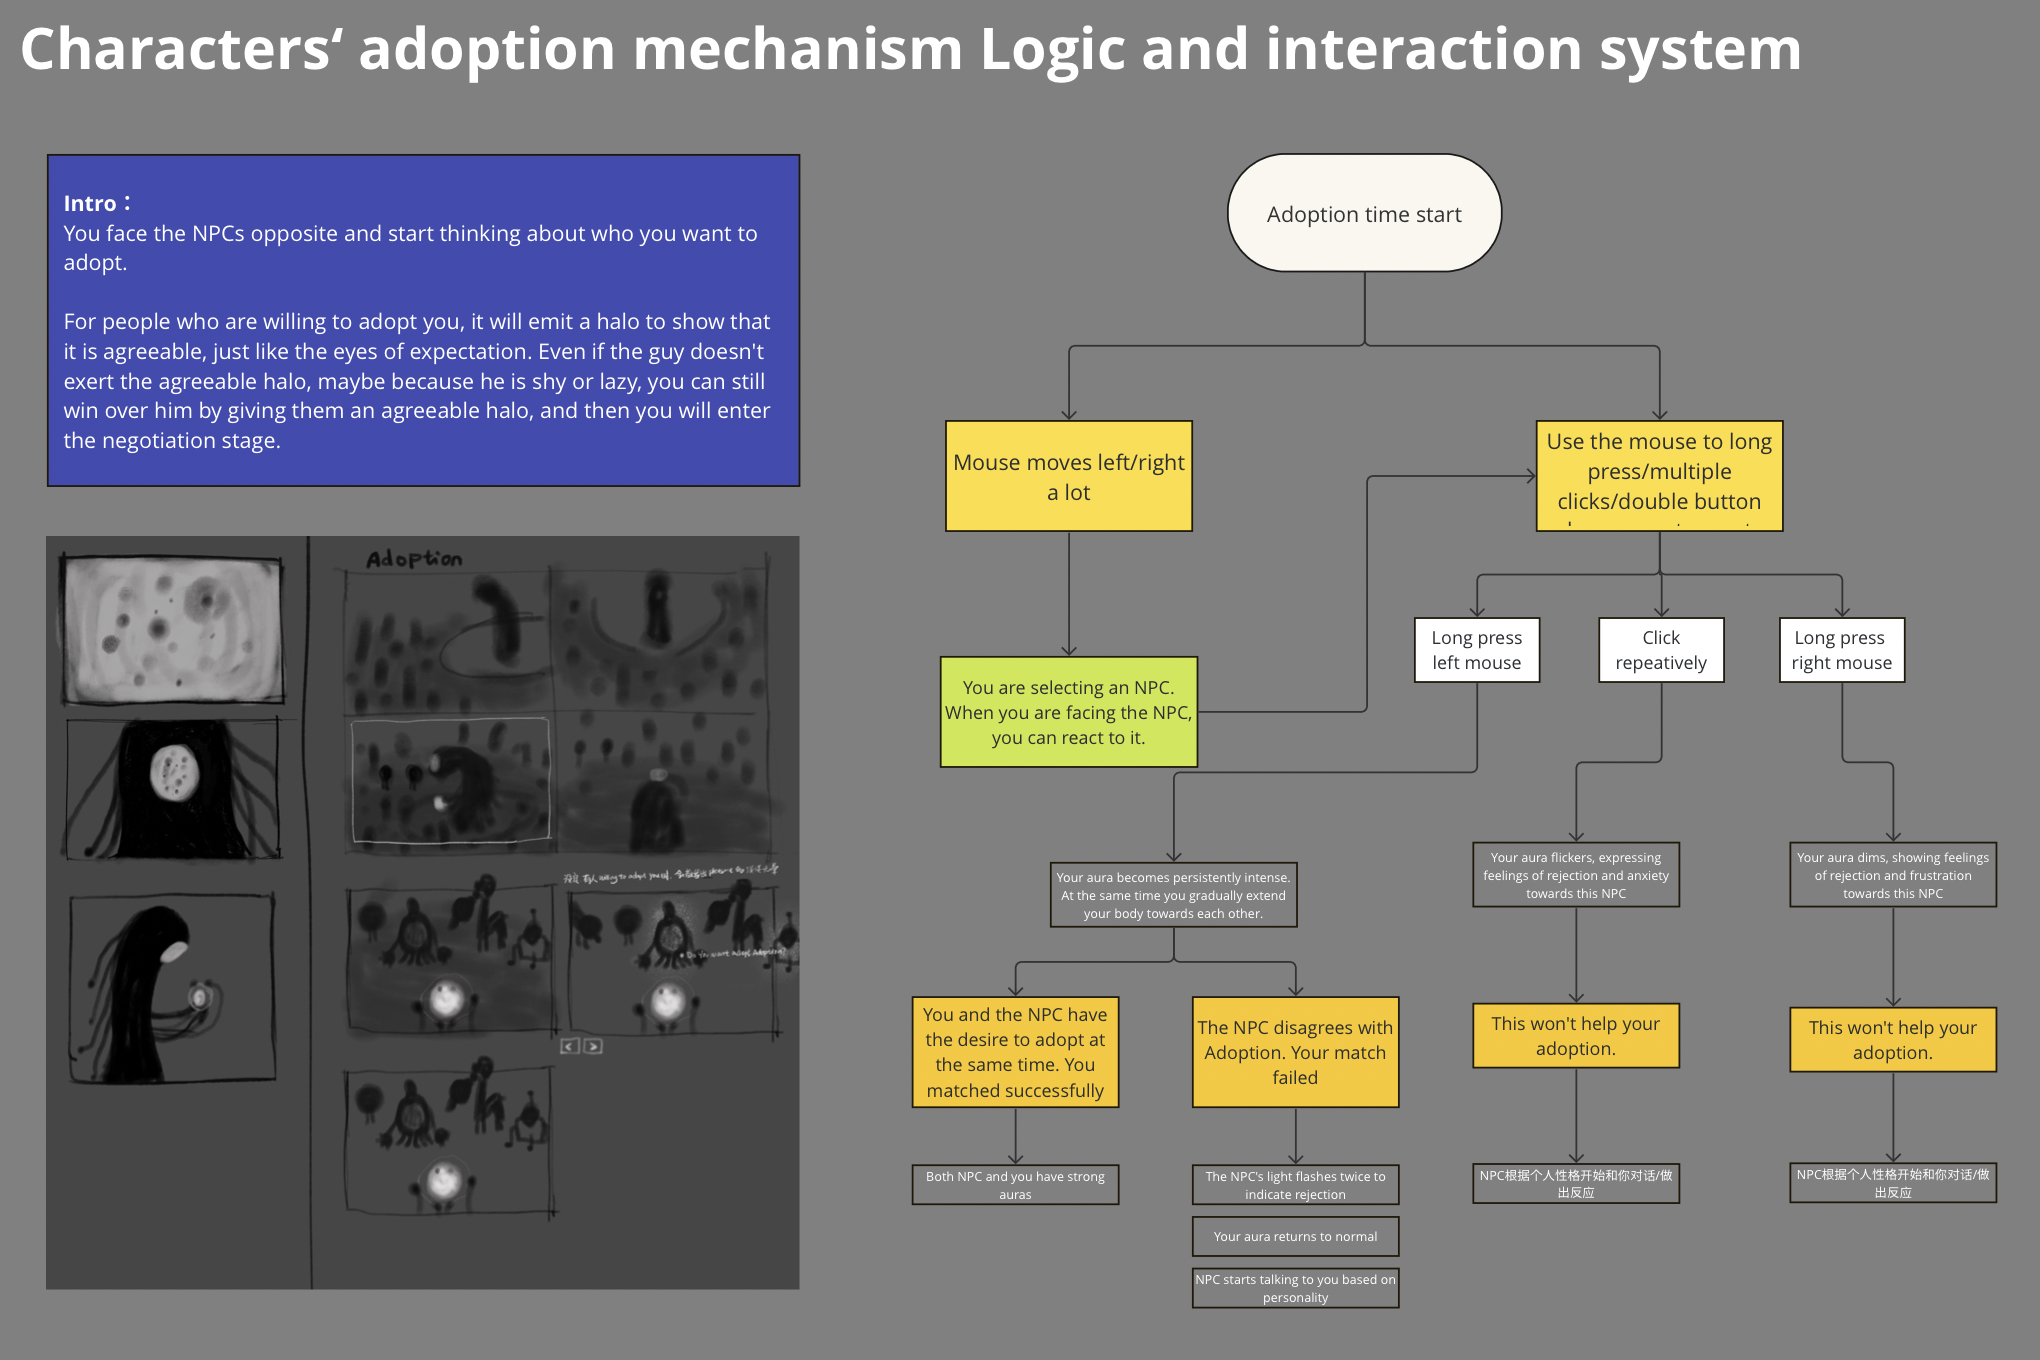 Characters‘ adoption mechanism Logic and interaction system
Intro：
You face the NPCs opposite and start thinking about who you want to
adopt.
For people who are willing to adopt you, it will emit a halo to show that
it is agreeable, just like the eyes of expectation. Even if the guy doesn't
exert the agreeable halo, maybe because he is shy or lazy, you can still
win over him by giving them an agreeable halo, and then you will enter
the negotiation stage.
Adoption
willing to adopt you
Do you want accept Adoption?
< >
Adoption time start
Mouse moves left/right
a lot
Use the mouse to long
press/multiple
clicks/double button
You are selecting an NPC.
When you are facing the NPC,
you can react to it.
Long press
left mouse
Click
repeatively
Long press
right mouse
Your aura becomes persistently intense.
At the same time you gradually extend
your body towards each other.
Your aura flickers, expressing
feelings of rejection and anxiety
towards this NPC
Your aura dims, showing feelings
of rejection and frustration
towards this NPC
You and the NPC have
the desire to adopt at
the same time. You
matched successfully
The NPC disagrees with
Adoption. Your match
failed
This won't help your
adoption.
This won't help your
adoption.
Both NPC and you have strong
auras
The NPC's light flashes twice to
indicate rejection
Your aura returns to normal
NPC starts talking to you based on
personality
NPC根据个人性格开始和你对话/做
出反应
NPC根据个人性格开始和你对话/做
出反应